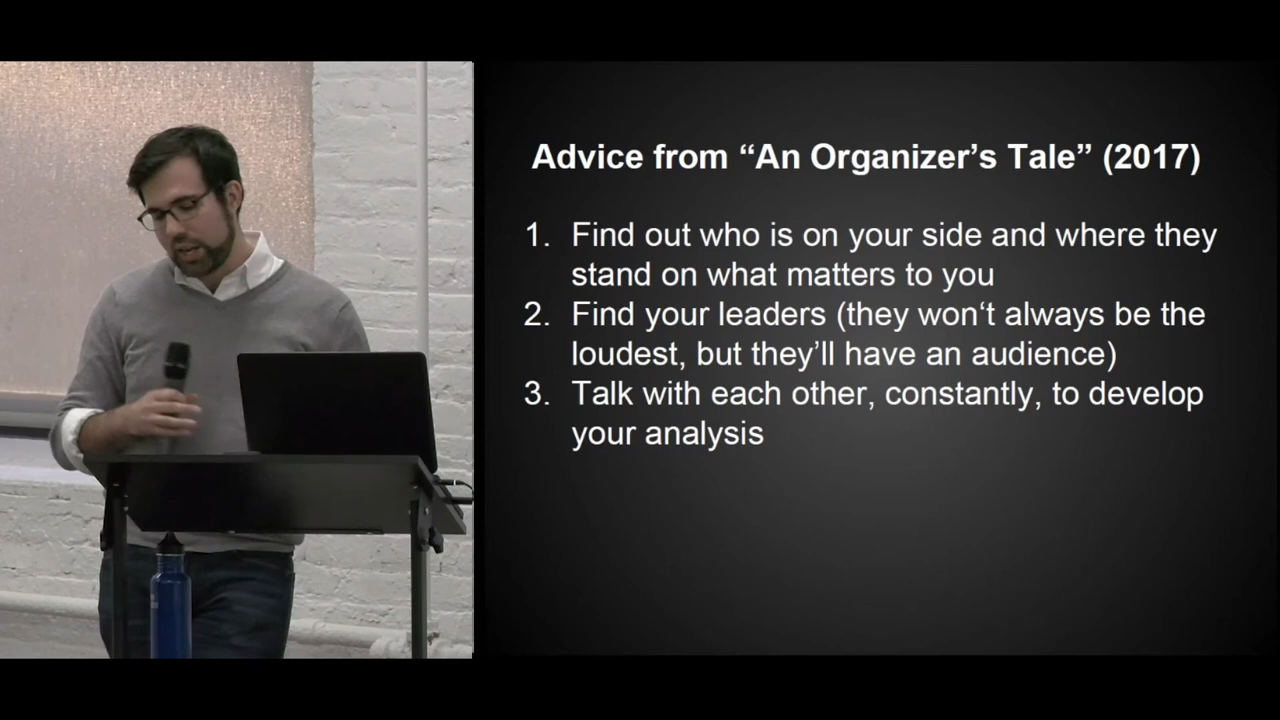 Advice from “An Organizer’s Tale” (2017)
1. Find out who is on your side and where they
stand on what matters to you
2. Find your leaders (they won‘t always be the
loudest, but they’ll have an audience)
3. Talk with each other, constantly, to develop
your analysis